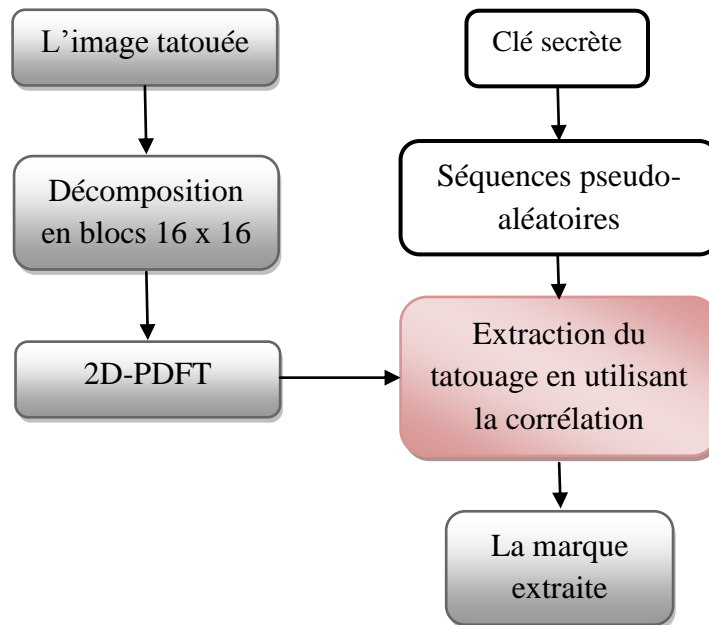 L’image tatouée
Clé secrète
Décomposition
en blocs 16 x 16
Séquences pseudo-
aléatoires
2D-PDFT
Extraction du
tatouage en utilisant
la corrélation
La marque
extraite